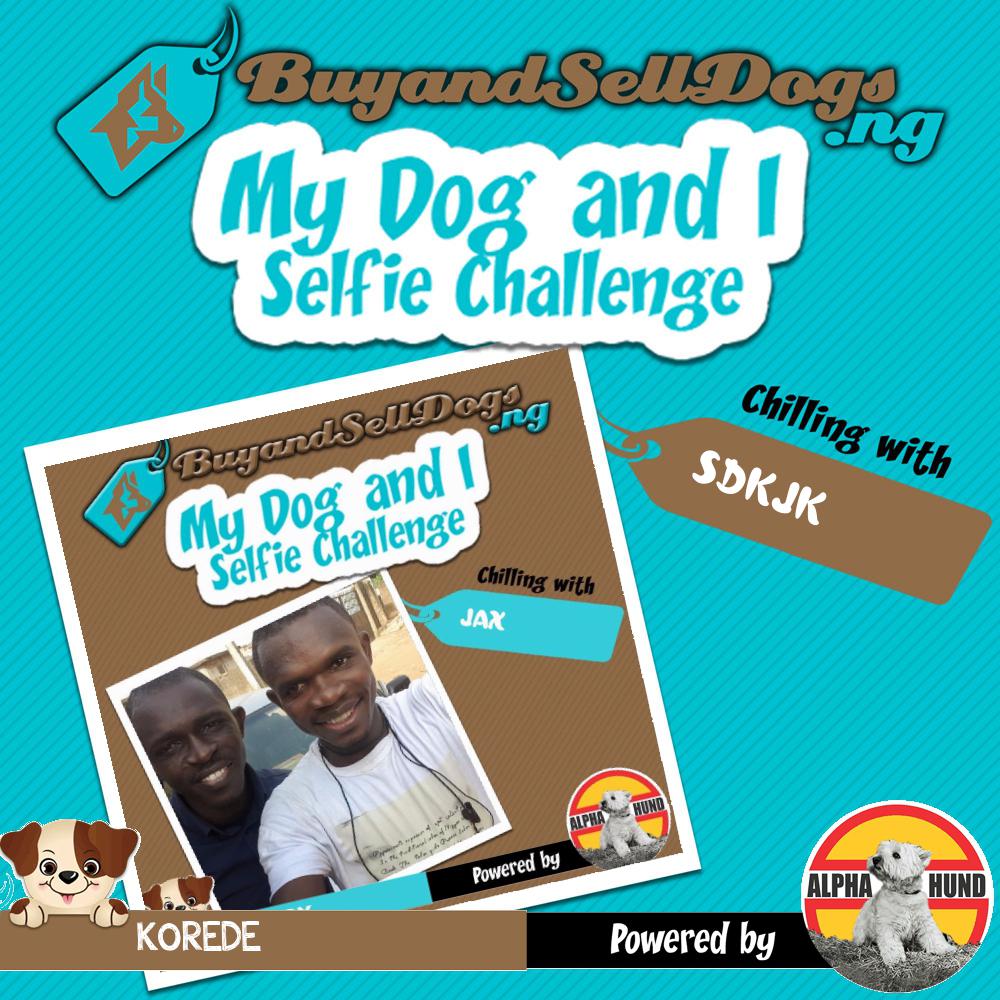 BuyandSellDogs
.ng
My Dog and I
Selfie Challenge
Chilling with
SDKJK
BuyandSellDogs
.ng
My Dog and I
Selfie Challenge
Chilling with
JAX
ALPHA HUND
Powered by
KOREDE
Powered by
ALPHA HUND